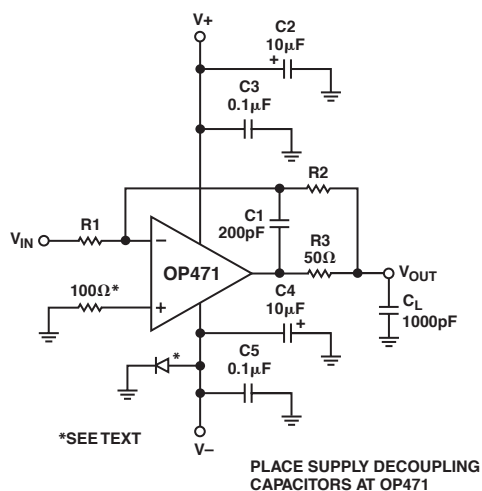 V+
C2
10μF
+
C3
0.1μF
R2
R1
C1
200pF
VIN
–
R3
50Ω
OP471
VOUT
100Ω*
+
C4
10μF
+
CL
1000pF
*
C5
0.1μF
*SEE TEXT
V–
PLACE SUPPLY DECOUPLING
CAPACITORS AT OP471